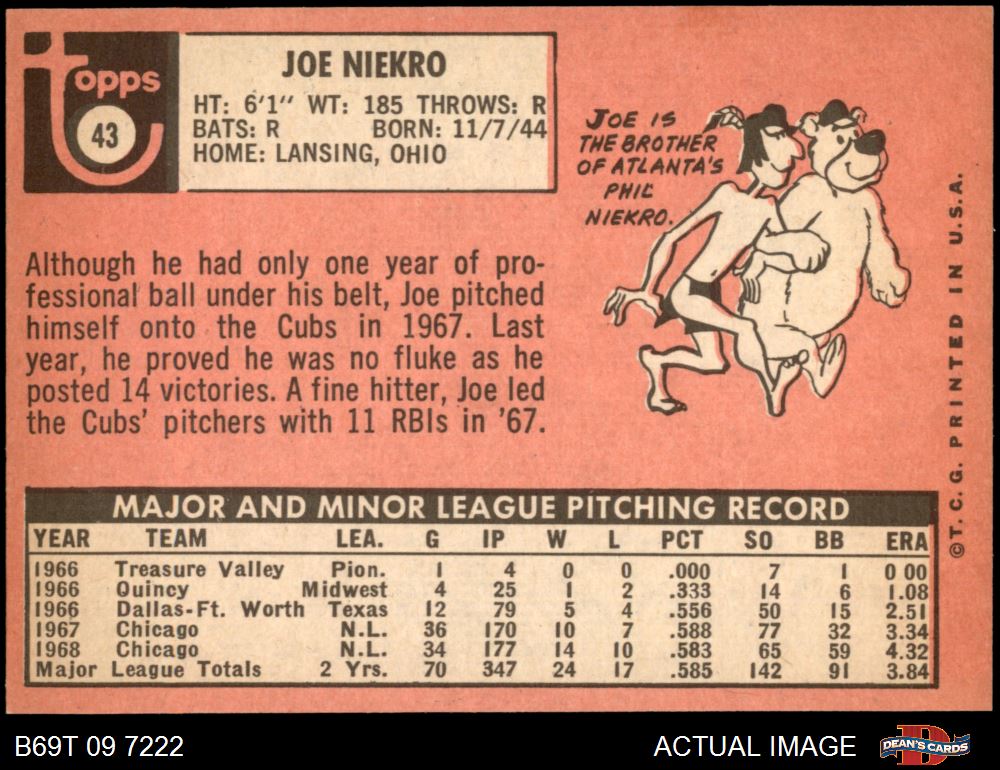 Topps
43
JOE NIEKRO
HT: 6'1" WT: 185 THROWS: R
BATS: R BORN: 11/7/44
HOME: LANSING, OHIO
JOE IS
THE BROTHER
OF ATLANTA'S
PHIL
NIEKRO.
Although he had only one year of pro-
fessional ball under his belt, Joe pitched
himself onto the Cubs in 1967. Last
year, he proved he was no fluke as he
posted 14 victories. A fine hitter, Joe led
the Cubs' pitchers with 11 RBIs in '67.
©T.C.G. PRINTED IN U.S.A.
MAJOR AND MINOR LEAGUE PITCHING RECORD
YEAR TEAM LEA. G IP W L PCT SO BB ERA
1966 Treasure Valley Pion. 1 4 0 0 .000 7 1 0 00
1966 Quincy Midwest 4 25 1 2 .333 14 6 1.08
1966 Dallas-Ft. Worth Texas 12 79 5 4 .556 50 15 2.51
1967 Chicago N.L. 36 170 10 7 .588 77 32 3.34
1968 Chicago N.L. 34 177 14 10 .583 65 59 4.32
Major League Totals 2 Yrs. 70 347 24 17 .585 142 91 3.84
B69T 09 7222
ACTUAL IMAGE
DEAN'S CARDS